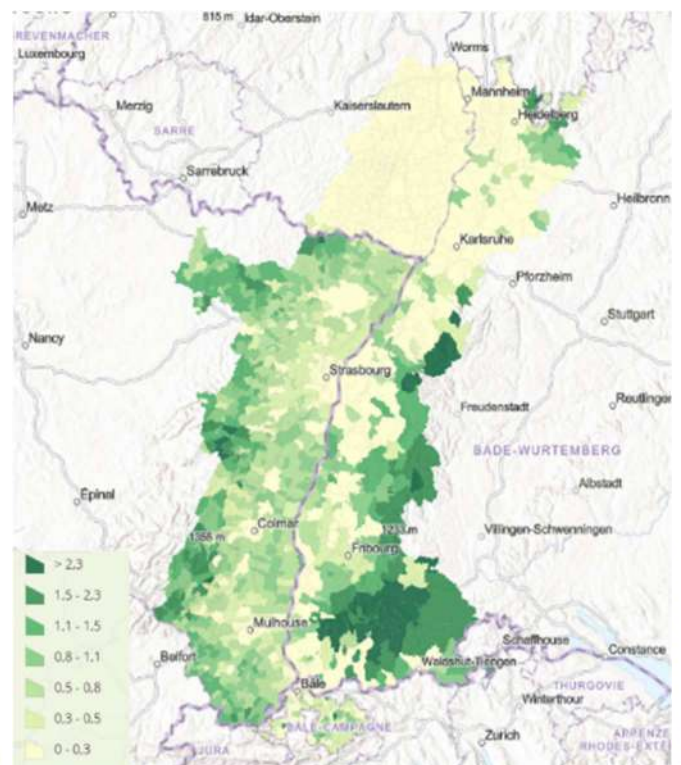 815 m
Idar-Oberstein
REVENMACHER
Luxembourg
Worms
Merzig
Kaiserslautern
Mannheim
Heidelberg
SARRE
Sarrebruck
Heilbronn
Metz
Karlsruhe
Pforzheim
Stuttgart
Nancy
Strasbourg
Freudenstadt
Reutlinge
BADE-WURTEMBERG
Albstadt
Épinal
Colmar
1233 m
Villingen-Schwenningen
Fribourg
> 2.3
1.5 - 2.3
1.1 - 1.5
0.8 - 1.1
0.5 - 0.8
0.3 - 0.5
0 - 0.3
Mulhouse
Schaffhouse
Constance
Belfort
Waldshut-Tiengen
Bâle
THURGOVIE
Winterthour
BÂLE-CAMPAGNE
Zurich
JURA
APPENZE
RHODES-EXTÉ